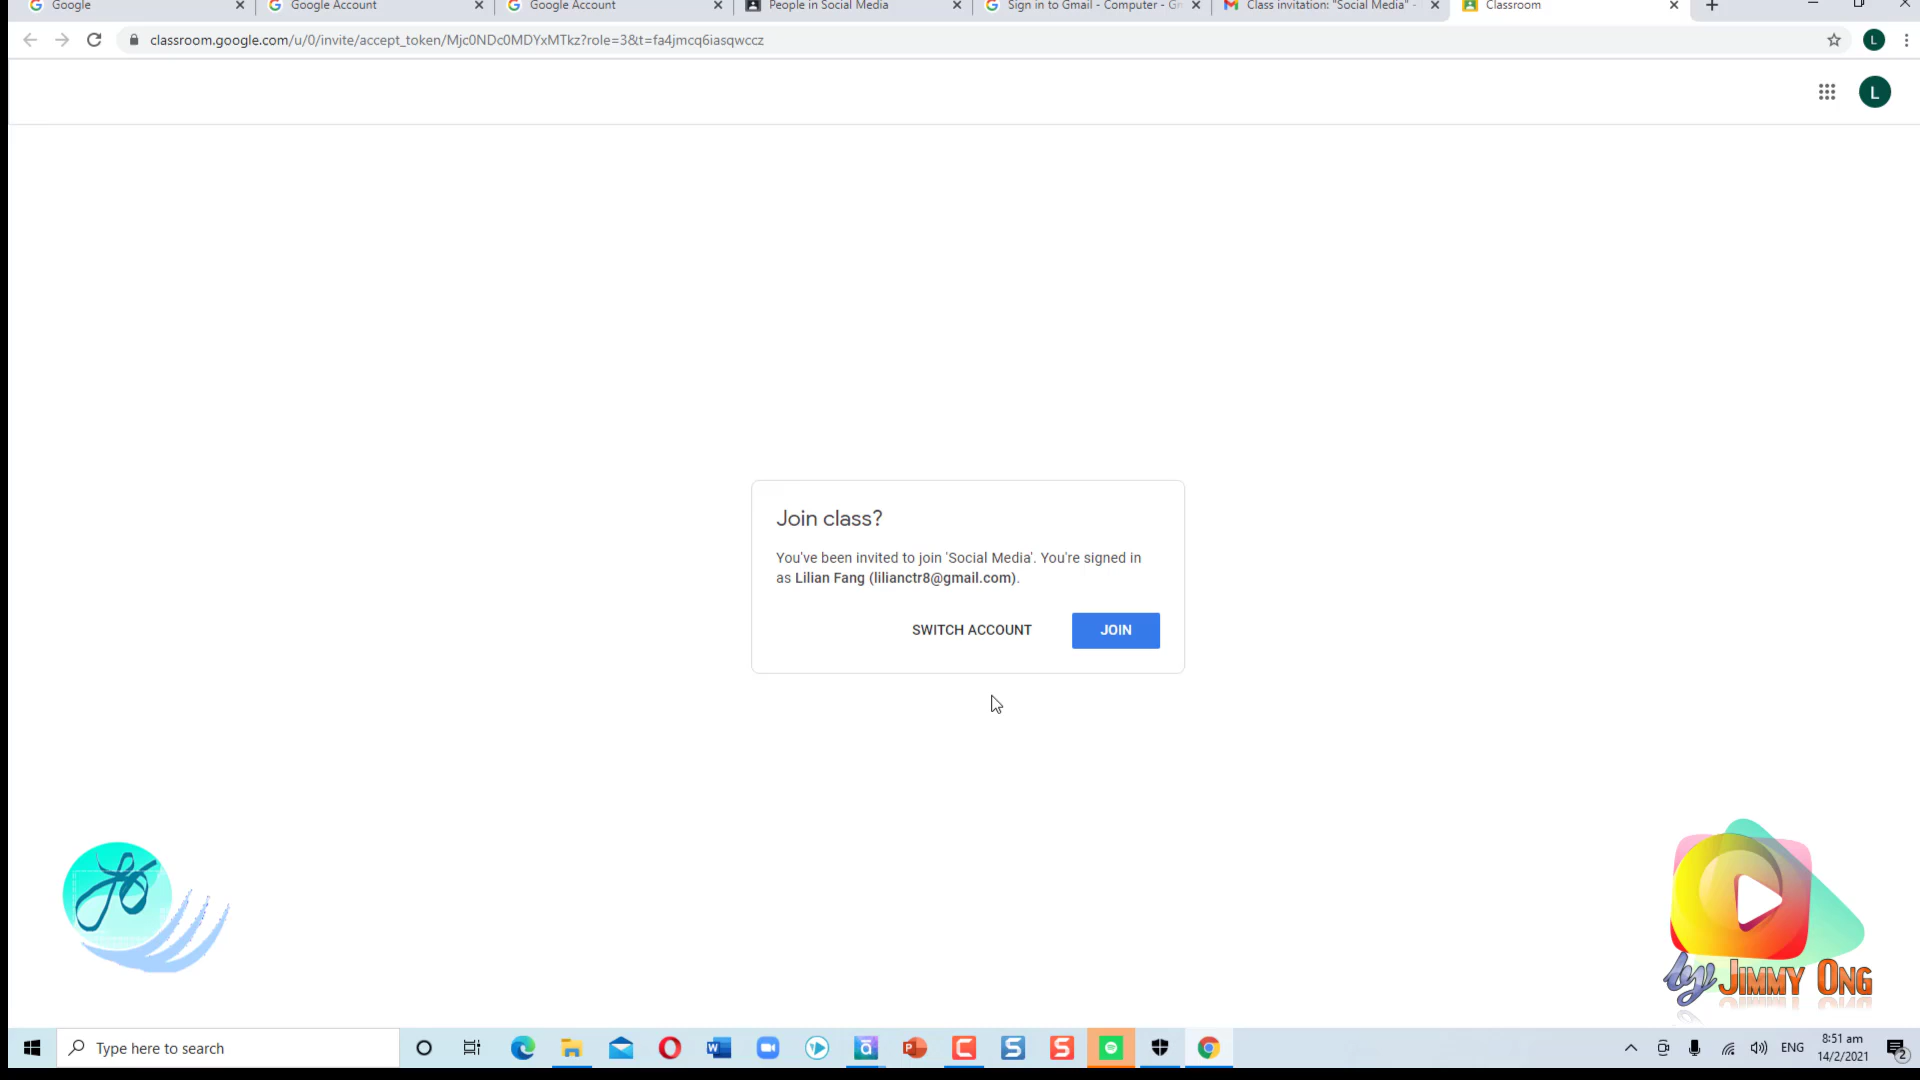 Google
Google Account
Google Account
People in Social Media
Sign in to Gmail - Computer - G
Class invitation: "Social Media" -
Classroom
classroom.google.com/u/0/invite/accept_token/Mjc0NDc0MDYxMTkz?role=3&t=fa4jmcq6iasqwccz
L
L
Join class?
You've been invited to join 'Social Media'. You're signed in
as Lilian Fang (lilianctr8@gmail.com).
SWITCH ACCOUNT
JOIN
by Jimmy Ong
Type here to search
ENG
8:51 am
14/2/2021
2